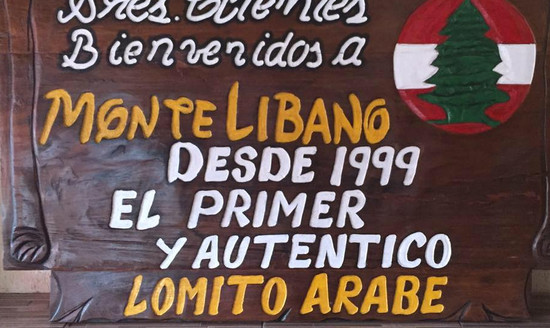 Sres. Clientes
Bienvenidos a
MONTE LIBANO
DESDE 1999
EL PRIMER
Y AUTENTICO
LOMITO ARABE